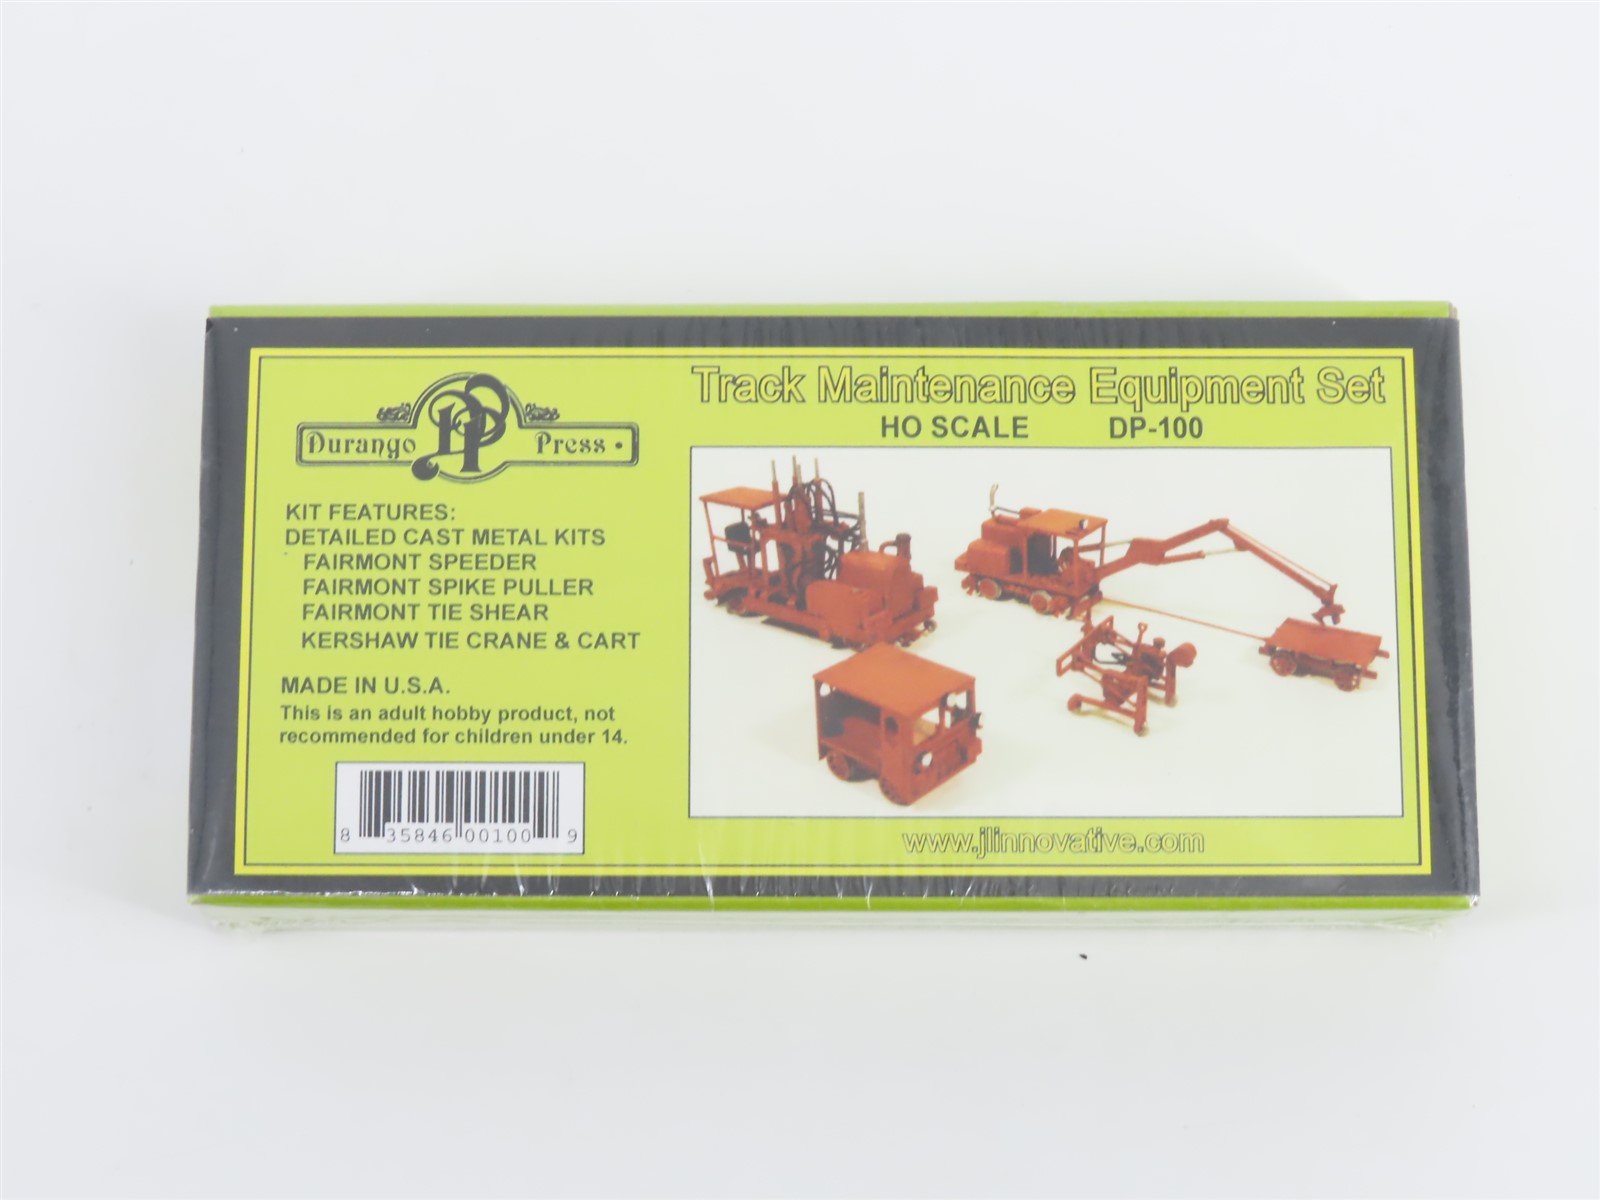 Durango DP Press
KIT FEATURES:
DETAILED CAST METAL KITS
FAIRMONT SPEEDER
FAIRMONT SPIKE PULLER
FAIRMONT TIE SHEAR
KERSHAW TIE CRANE & CART
MADE IN U.S.A.
This is an adult hobby product, not
recommended for children under 14.
8 35846 00100 9
Track Maintenance Equipment Set
HO SCALE DP-100
www.jlinnovative.com